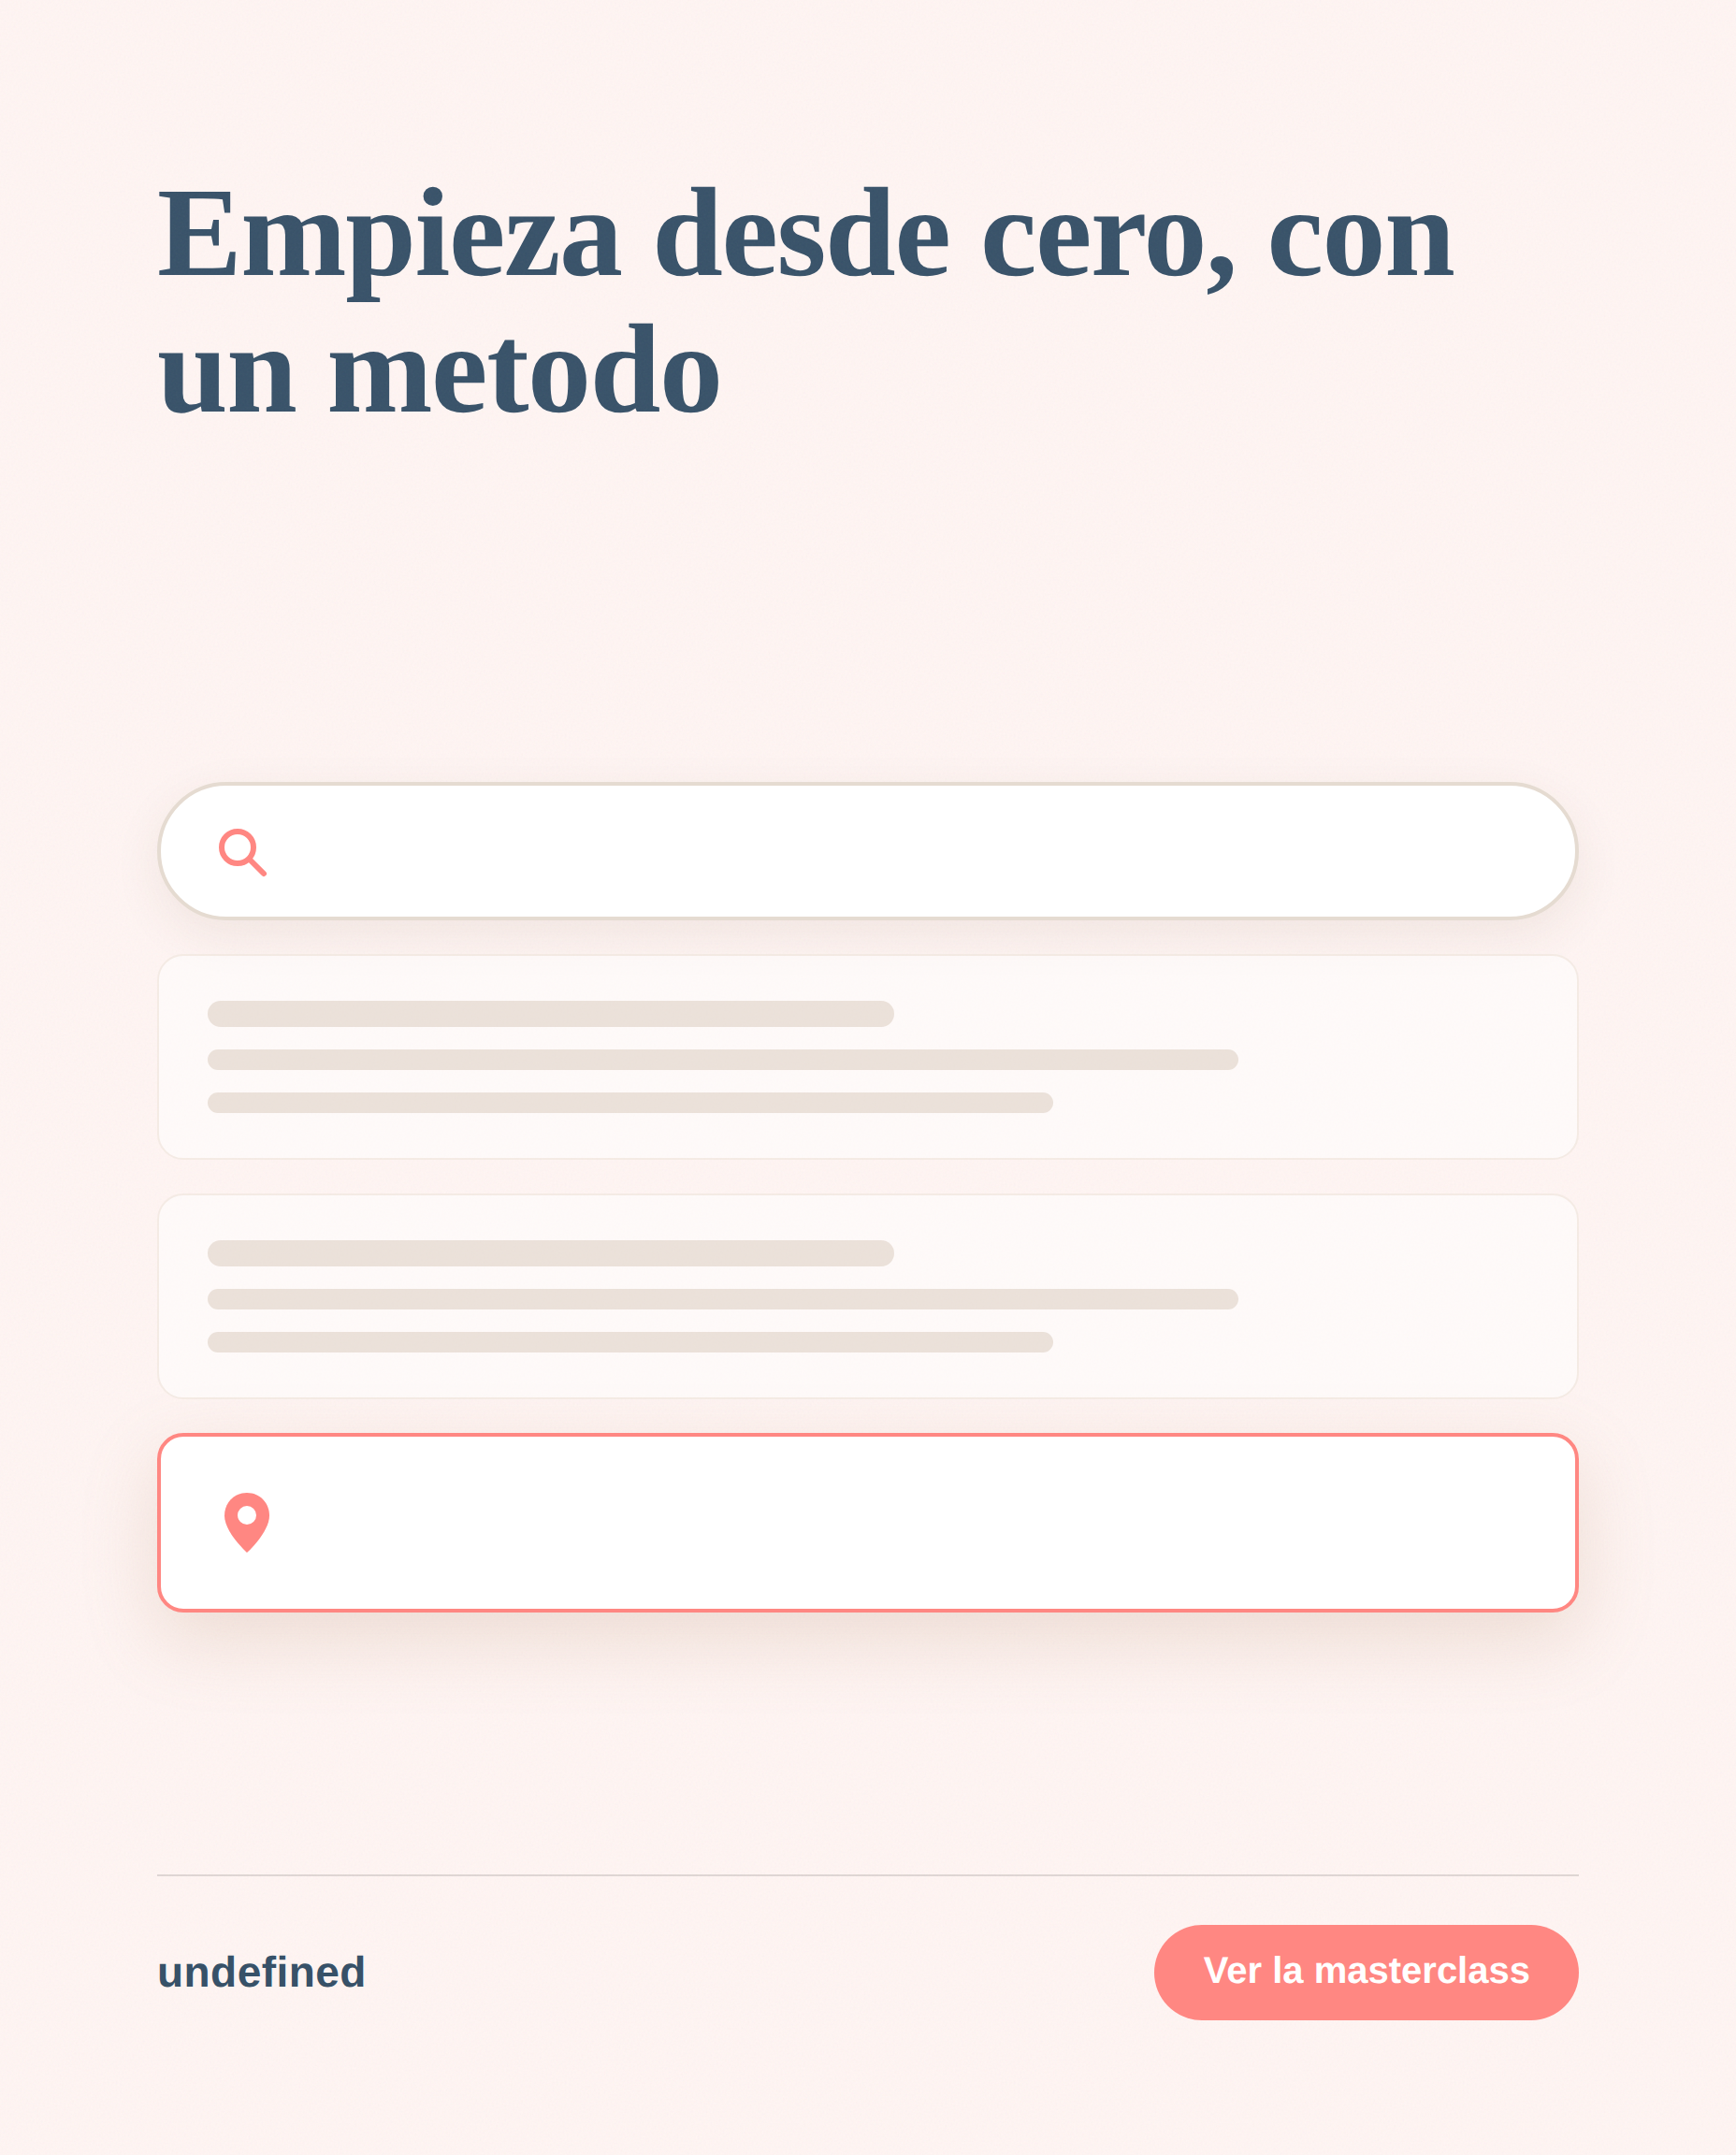 Empieza desde cero, con
un metodo
undefined
Ver la masterclass